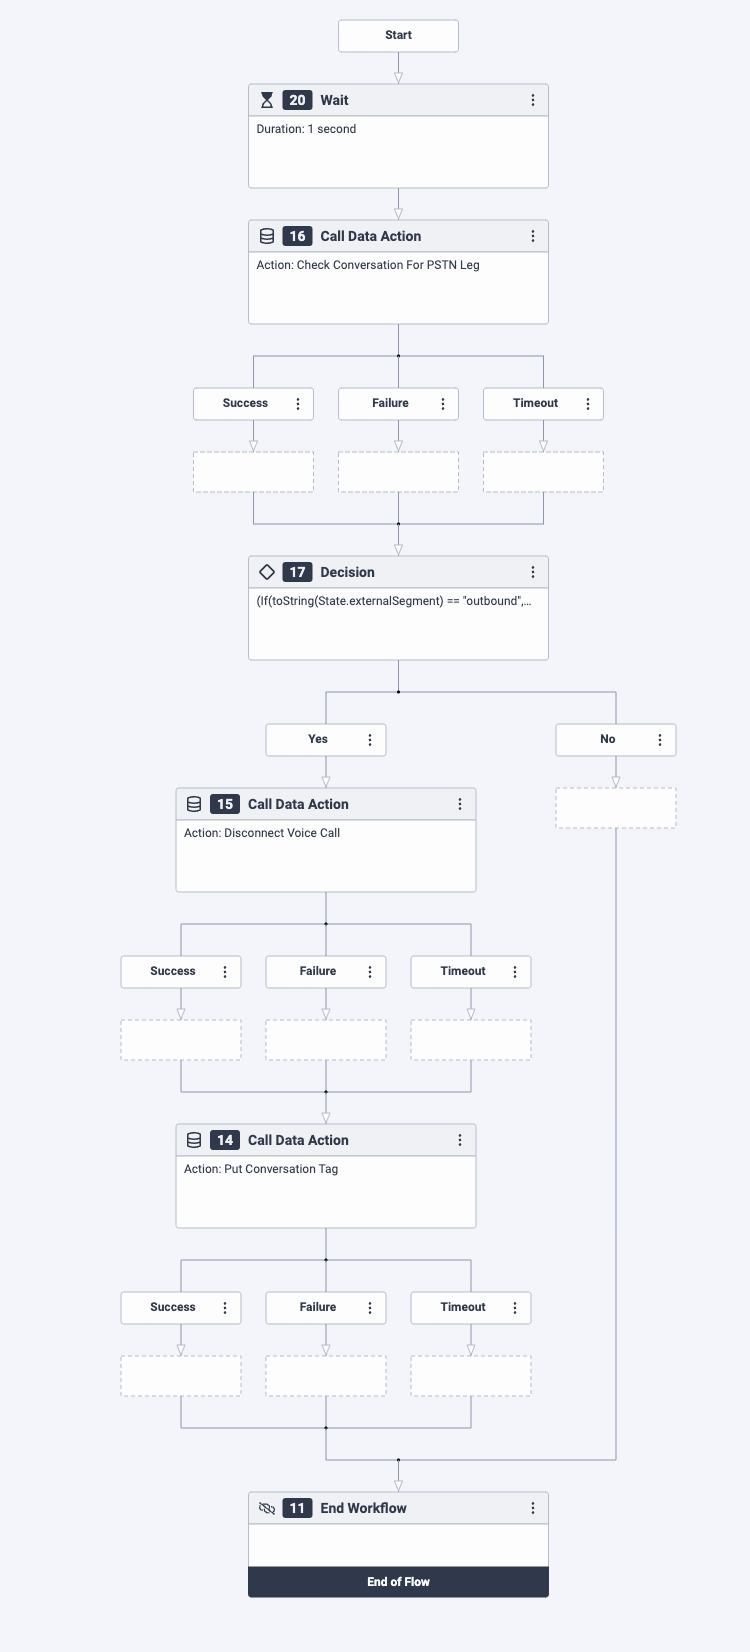 Start
20 Wait
Duration: 1 second
16 Call Data Action
Action: Check Conversation For PSTN Leg
Success Failure Timeout
17 Decision
(If(toString(State.externalSegment) == "outbound",...
Yes No
15 Call Data Action
Action: Disconnect Voice Call
Success Failure Timeout
14 Call Data Action
Action: Put Conversation Tag
Success Failure Timeout
11 End Workflow
End of Flow